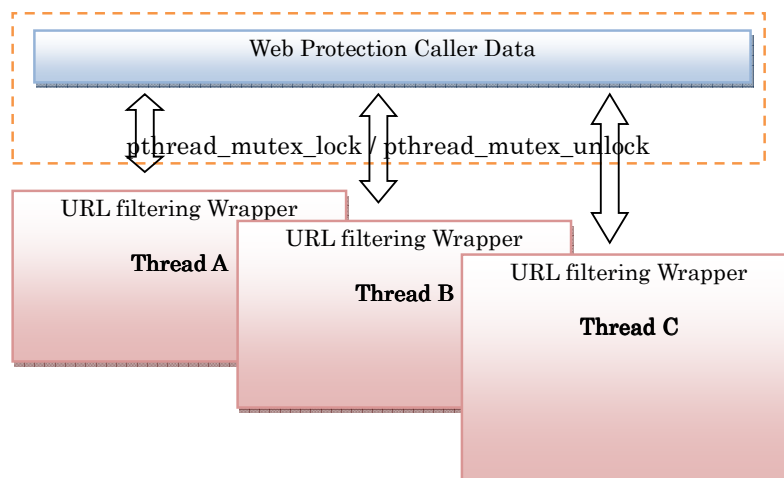 Web Protection Caller Data
pthread_mutex_lock / pthread_mutex_unlock
URL filtering Wrapper
Thread A
URL filtering Wrapper
Thread B
URL filtering Wrapper
Thread C